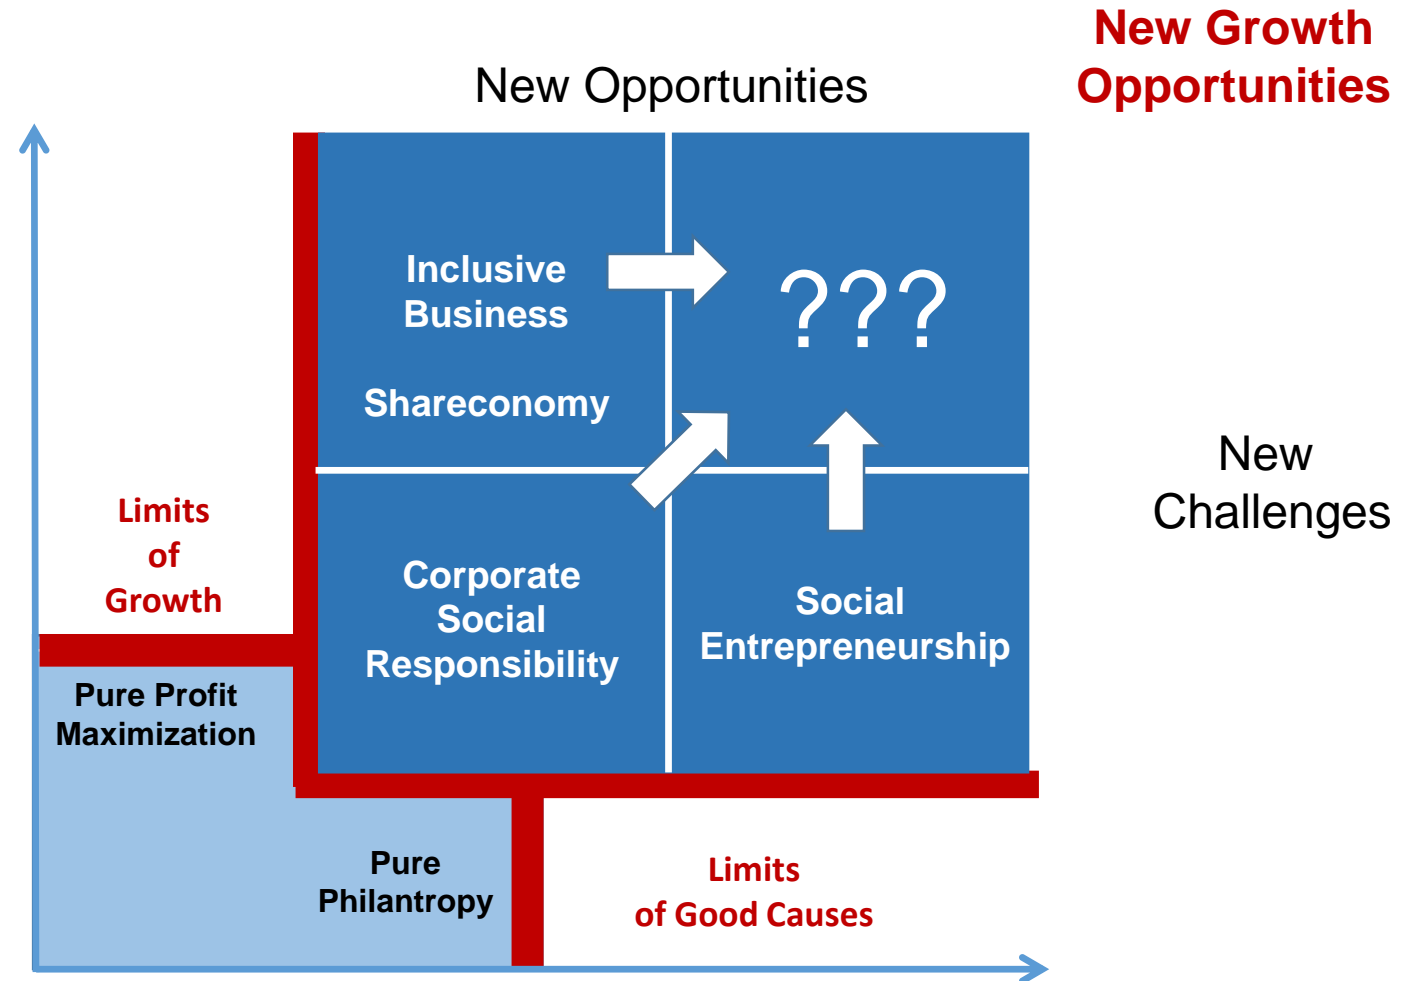 New Growth
Opportunities
New Opportunities
Inclusive
Business
Shareconomy
???
New
Challenges
Limits
of
Growth
Corporate
Social
Responsibility
Social
Entrepreneurship
Pure Profit
Maximization
Pure
Philantropy
Limits
of Good Causes